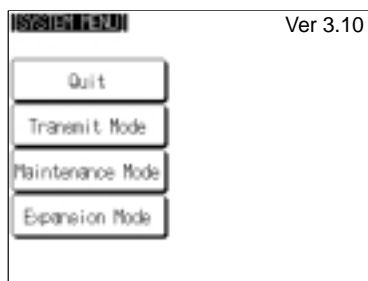 [SYSTEM MENU]
Ver 3.10
Quit
Transmit Mode
Maintenance Mode
Expansion Mode